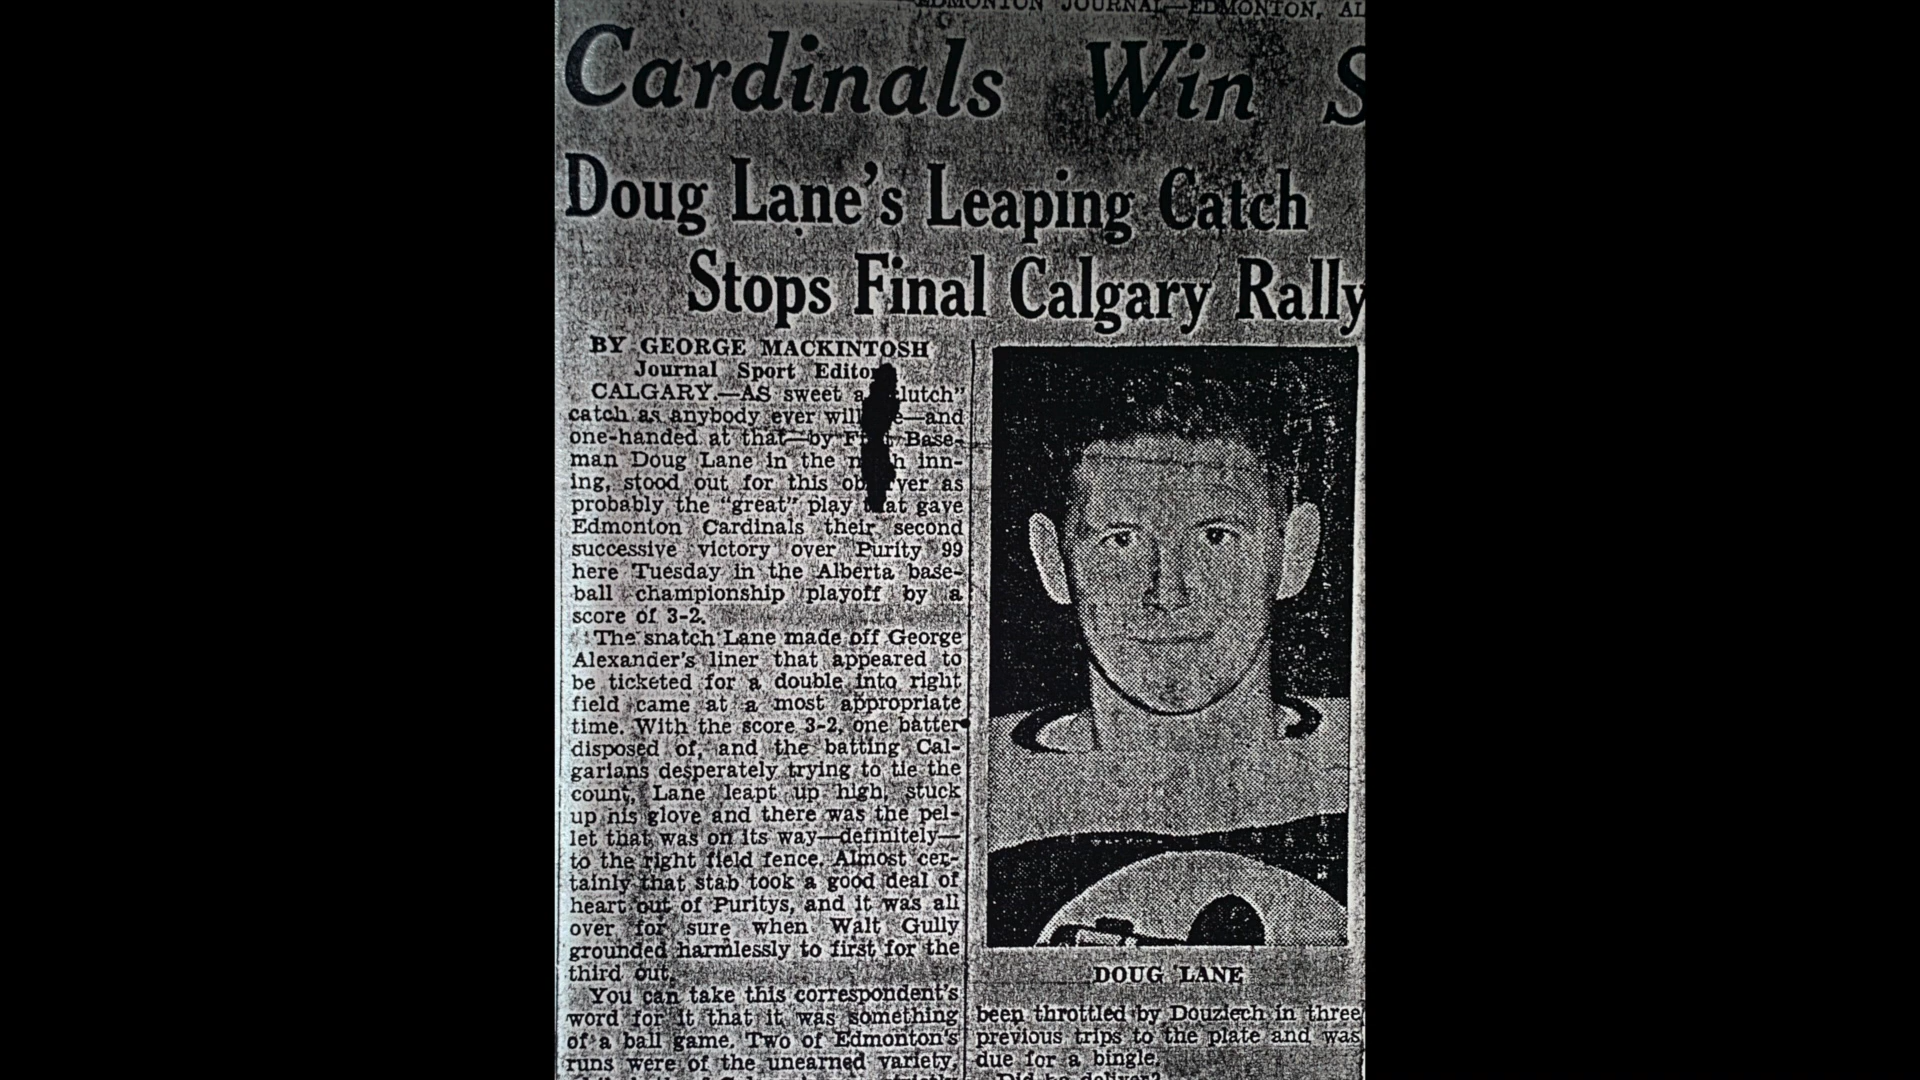 EDMONTON JOURNAL—EDMONTON, AL
Cardinals Win S
Doug Lane's Leaping Catch
Stops Final Calgary Rally
BY GEORGE MACKINTOSH
Journal Sport Edito
CALGARY.—AS sweet a lutch"
catch as anybody ever wil e—and
one-handed at that—by F t Base-
man Doug Lane in the n h inn-
ing, stood out for this ob rver as
probably the "great" play that gave
Edmonton Cardinals their second
successive victory over Purity 99
here Tuesday in the Alberta base-
ball championship playoff by a
score of 3-2.
The snatch Lane made off George
Alexander's liner that appeared to
be ticketed for a double into right
field came at a most appropriate
time. With the score 3-2, one batter
disposed of, and the batting Cal-
garians desperately trying to tie the
count, Lane leapt up high, stuck
up his glove and there was the pel-
let that was on its way—definitely—
to the right field fence. Almost cer-
tainly that stab took a good deal of
heart out of Puritys, and it was all
over for sure when Walt Gully
grounded harmlessly to first for the
third out.
You can take this correspondent's
word for it that it was something
of a ball game. Two of Edmonton's
runs were of the unearned variety,
DOUG LANE
been throttled by Douziech in three
previous trips to the plate and was
due for a bingle.
Did he deliver?